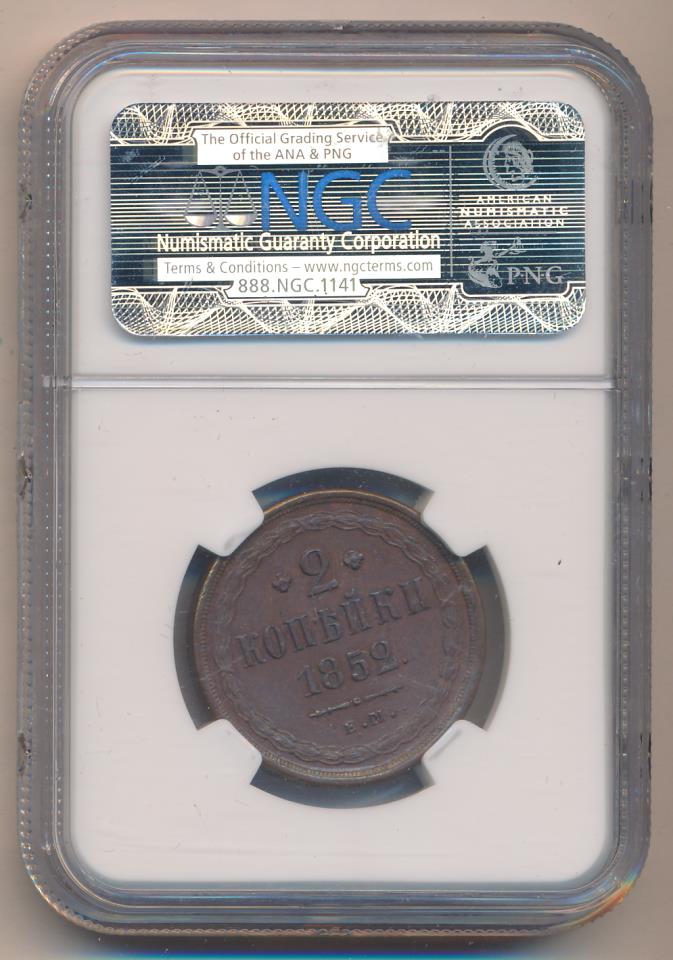 The Official Grading Service
of the ANA & PNG
NGC
Numismatic Guaranty Corporation
Terms & Conditions – www.ngcterms.com
888.NGC.1141
AMERICAN
NUMISMATIC
ASSOCIATION
PNG
2
КОПѢЙКИ
1852.
Е.М.